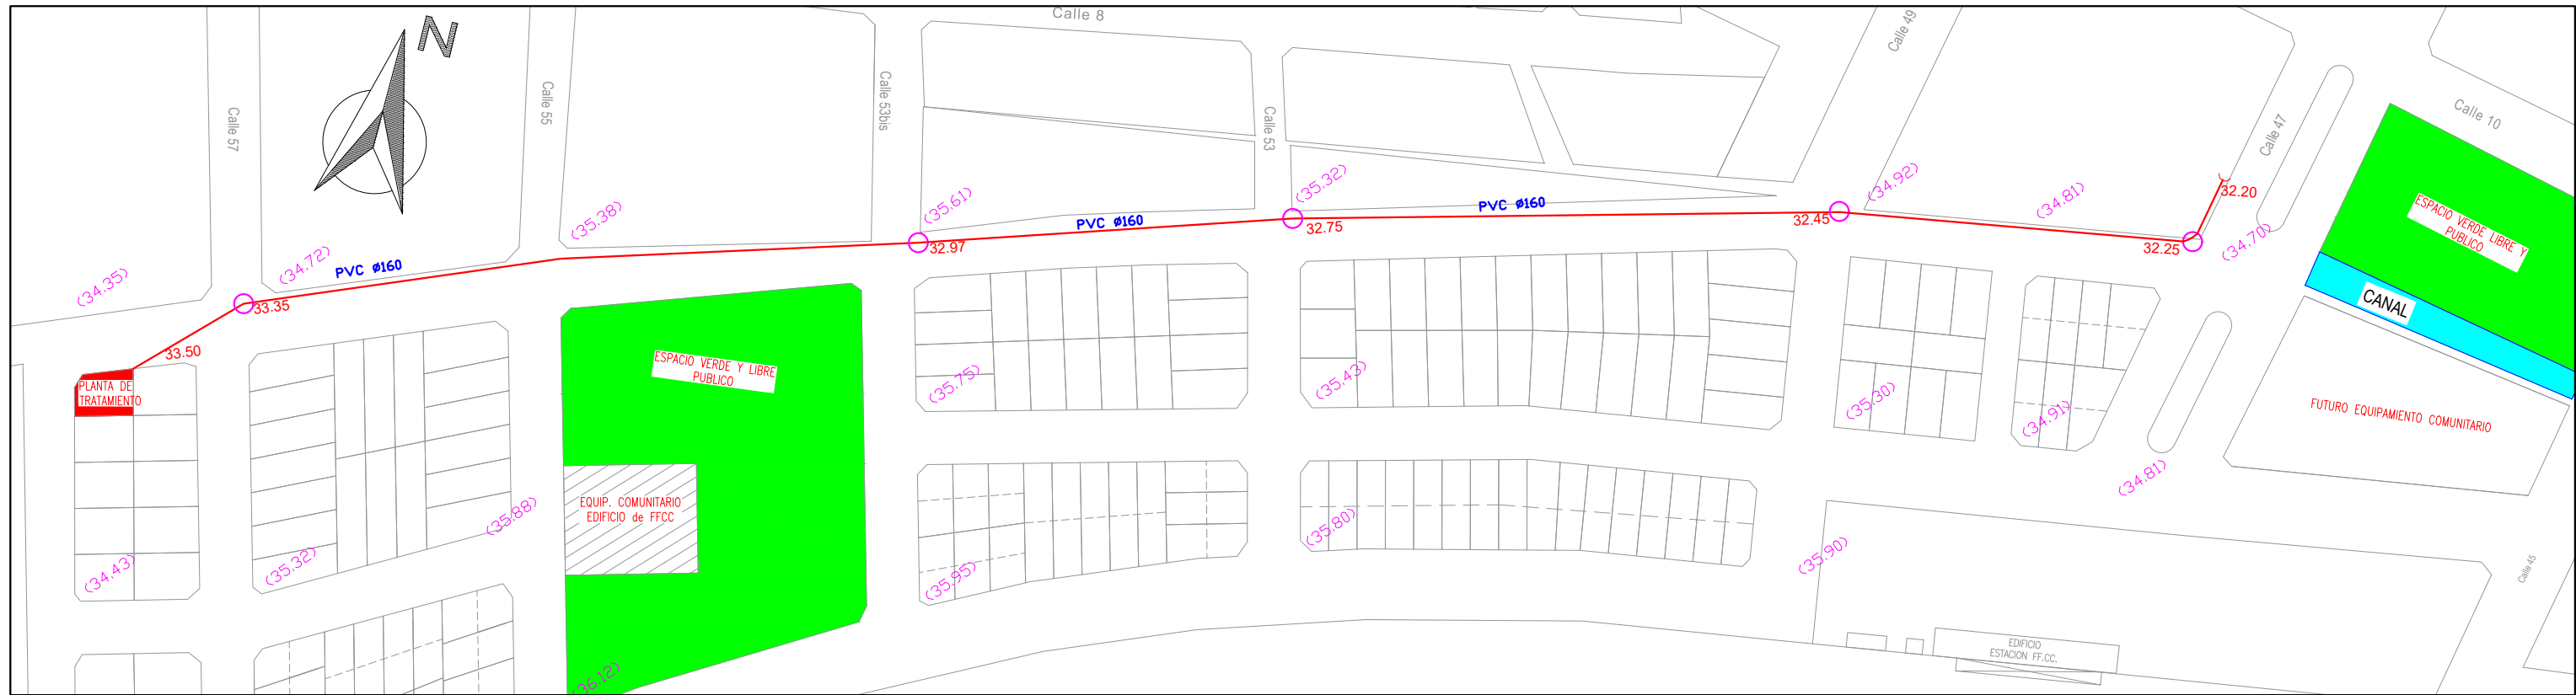 Calle 8
N
Calle 49
Calle 57
Calle 55
Calle 53bis
Calle 53
Calle 47
Calle 10
(34.35)
(34.72)
PVC ø160
(35.38)
(35.61)
PVC ø160
(35.32)
PVC ø160
(34.92)
(34.81)
(34.70)
32.20
33.50
33.35
32.97
32.75
32.45
32.25
ESPACIO VERDE LIBRE Y
PUBLICO
CANAL
PLANTA DE
TRATAMIENTO
ESPACIO VERDE Y LIBRE
PUBLICO
(35.75)
(35.43)
(35.30)
(34.91)
FUTURO EQUIPAMIENTO COMUNITARIO
(34.81)
EQUIP. COMUNITARIO
EDIFICIO de FFCC
(35.88)
(34.43)
(35.32)
(35.95)
(35.80)
(35.90)
Calle 45
EDIFICIO
ESTACION FF.CC.
(36.12)